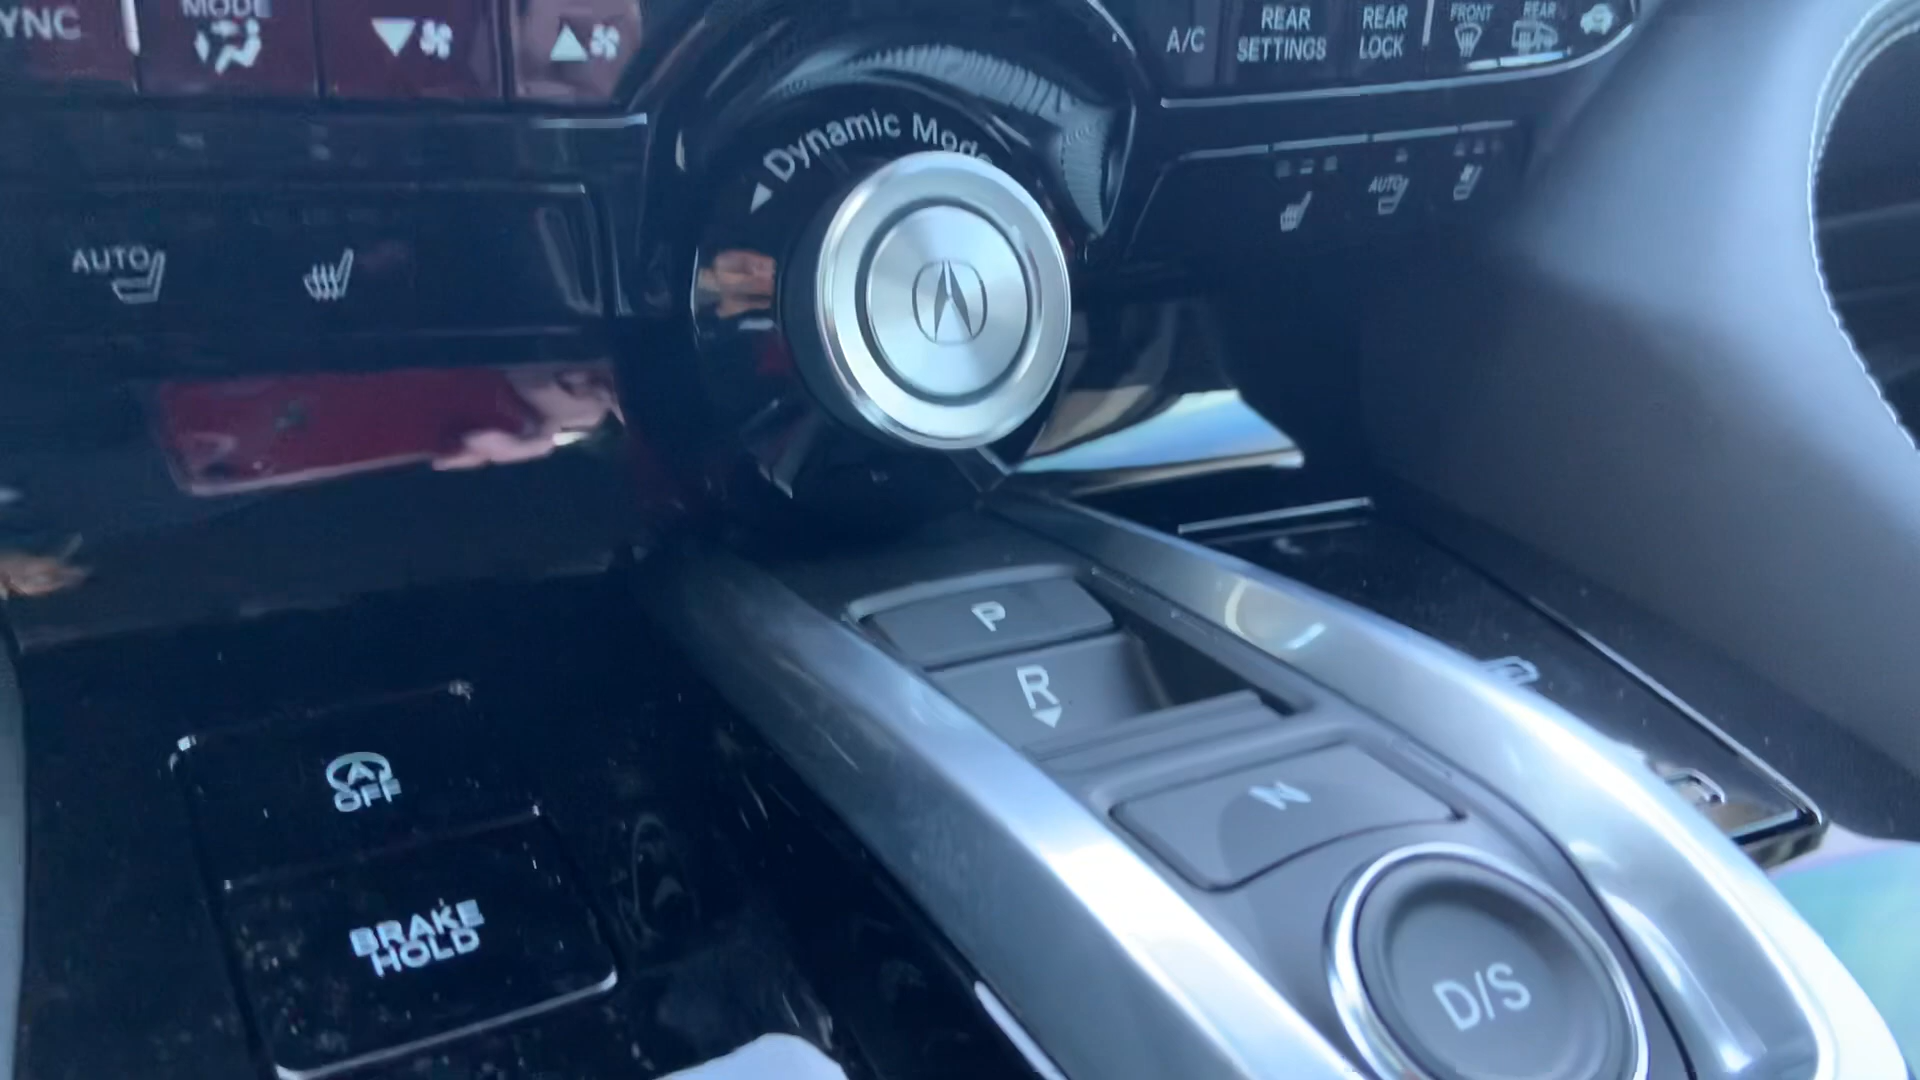 YNC
MODE
A/C
REAR
SETTINGS
REAR
LOCK
FRONT
REAR
Dynamic Mode
AUTO
AUTO
P
R
N
D/S
A
OFF
BRAKE
HOLD